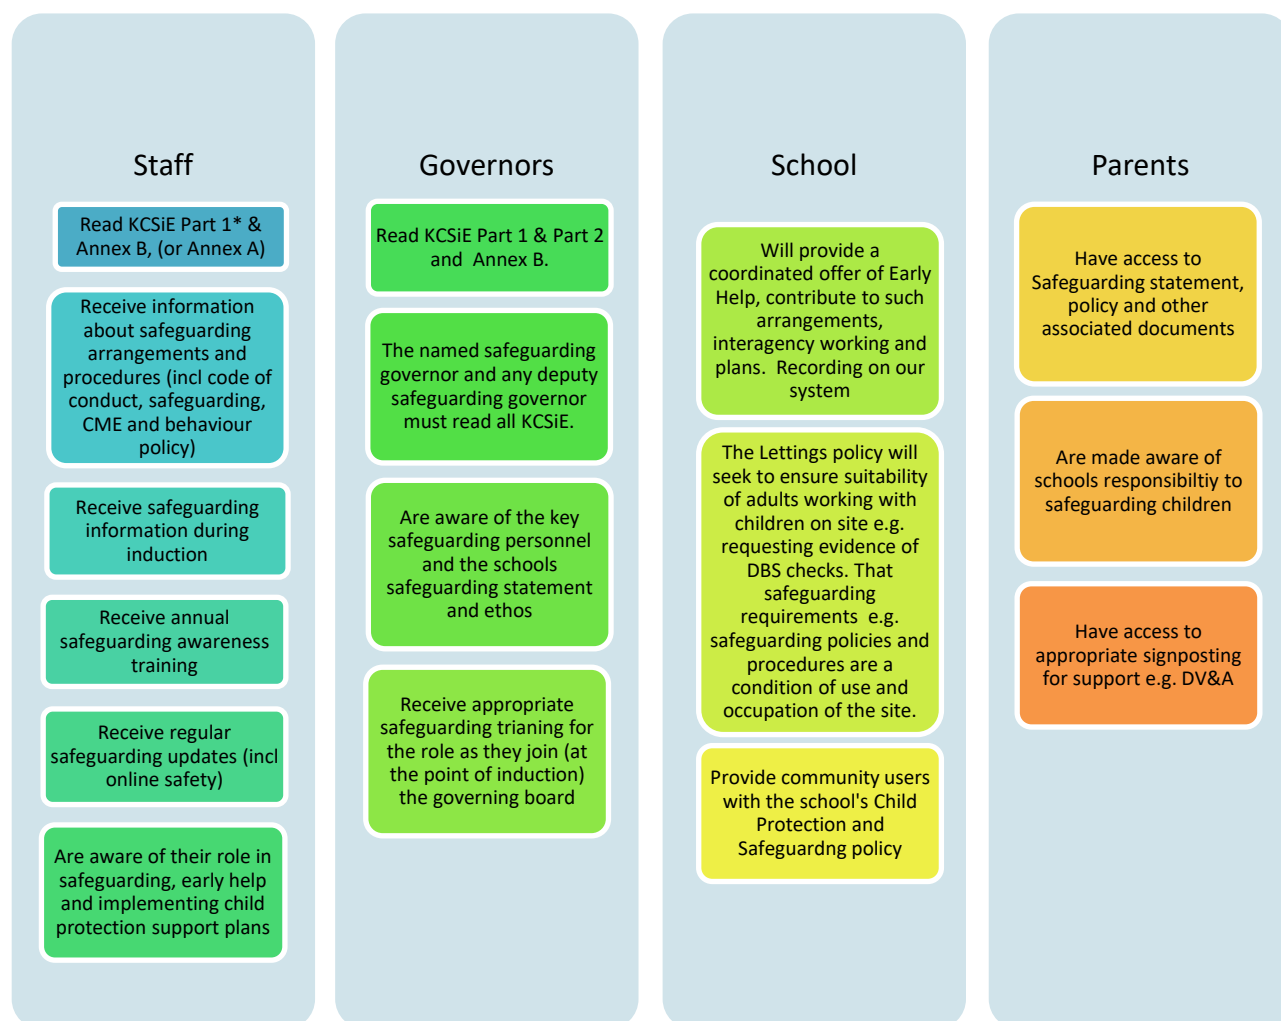 Staff
Read KCSiE Part 1* &
Annex B, (or Annex A)
Receive information
about safeguarding
arrangements and
procedures (incl code of
conduct, safeguarding,
CME and behaviour
policy)
Receive safeguarding
information during
induction
Receive annual
safeguarding awareness
training
Receive regular
safeguarding updates (incl
online safety)
Are aware of their role in
safeguarding, early help
and implementing child
protection support plans
Governors
Read KCSiE Part 1 & Part 2
and Annex B.
The named safeguarding
governor and any deputy
safeguarding governor
must read all KCSiE.
Are aware of the key
safeguarding personnel
and the schools
safeguarding statement
and ethos
Receive appropriate
safeguarding trianing for
the role as they join (at
the point of induction)
the governing board
School
Will provide a
coordinated offer of Early
Help, contribute to such
arrangements,
interagency working and
plans. Recording on our
system
The Lettings policy will
seek to ensure suitability
of adults working with
children on site e.g.
requesting evidence of
DBS checks. That
safeguarding
requirements e.g.
safeguarding policies and
procedures are a
condition of use and
occupation of the site.
Provide community users
with the school's Child
Protection and
Safeguardng policy
Parents
Have access to
Safeguarding statement,
policy and other
associated documents
Are made aware of
schools responsibiltiy to
safeguarding children
Have access to
appropriate signposting
for support e.g. DV&A